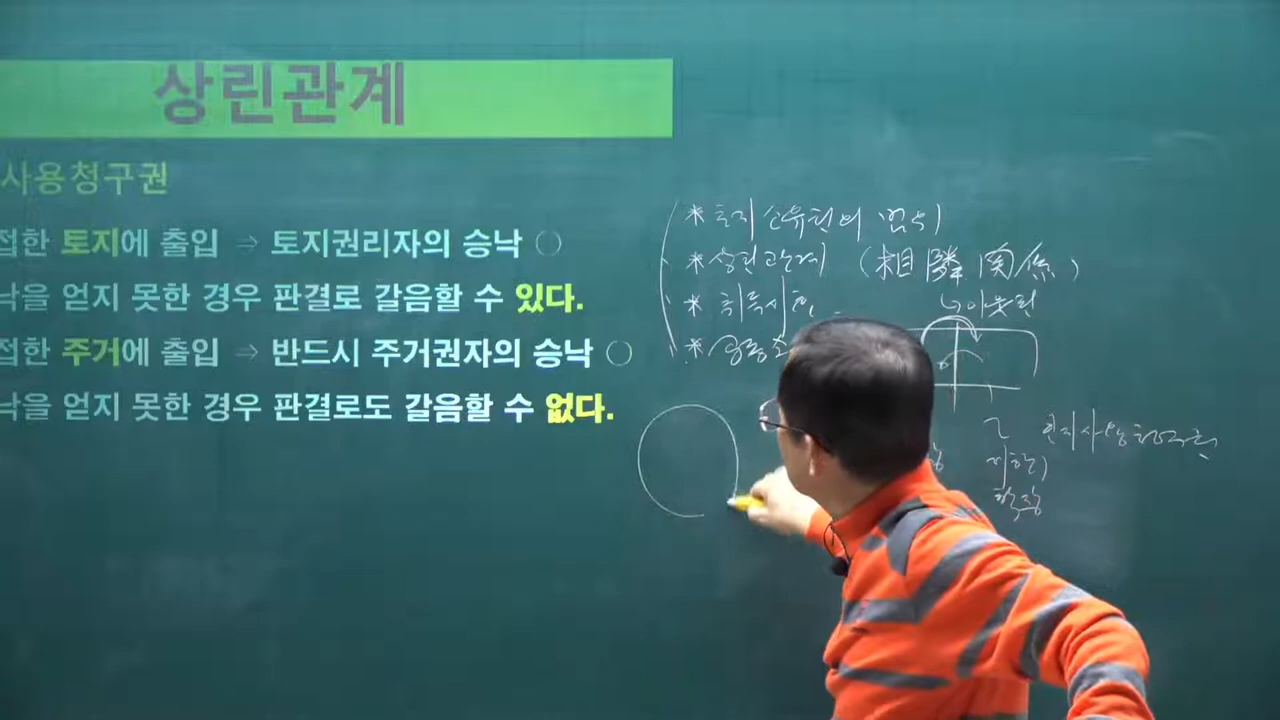 상린관계
사용청구권
접한 토지에 출입 ⇒ 토지권리자의 승낙 ○
낙을 얻지 못한 경우 판결로 갈음할 수 있다.
접한 주거에 출입 ⇒ 반드시 주거권자의 승낙 ○
낙을 얻지 못한 경우 판결로도 갈음할 수 없다.
* 토지소유권의 범위
* 상린관계 (相隣関係)
* 취득시효
*